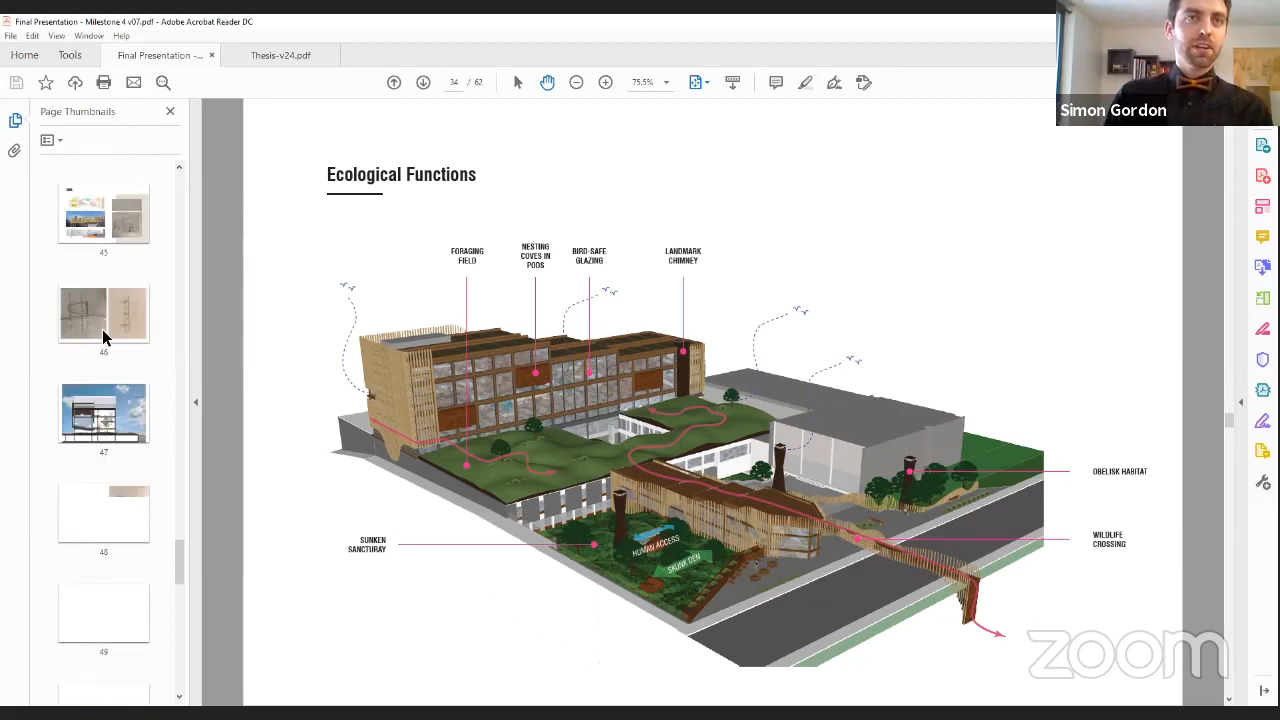 Final Presentation - Milestone 4 v07.pdf - Adobe Acrobat Reader DC
File Edit View Window Help
Home Tools Final Presentation -... × Thesis-v24.pdf
34 / 62 75.5%
Simon Gordon
Page Thumbnails
45
46
47
48
49
Ecological Functions
FORAGING
FIELD
NESTING
COVES IN
PODS
BIRD-SAFE
GLAZING
LANDMARK
CHIMNEY
OBELISK HABITAT
WILDLIFE
CROSSING
SUNKEN
SANCTURAY
HUMAN ACCESS
SKUNK DEN
zoom